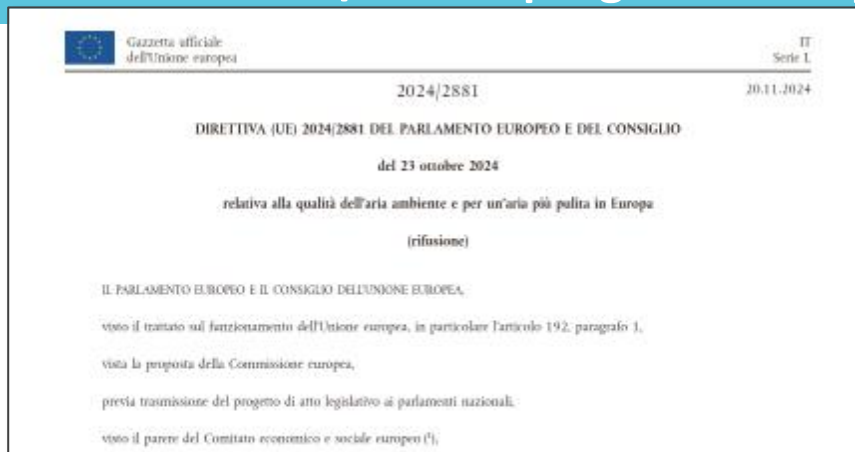 Gazzetta ufficiale
dell'Unione europea
IT
Serie L
2024/2881
20.11.2024
DIRETTIVA (UE) 2024/2881 DEL PARLAMENTO EUROPEO E DEL CONSIGLIO
del 23 ottobre 2024
relativa alla qualità dell'aria ambiente e per un'aria più pulita in Europa
(rifusione)
IL PARLAMENTO EUROPEO E IL CONSIGLIO DELL'UNIONE EUROPEA,
visto il trattato sul funzionamento dell'Unione europea, in particolare l'articolo 192, paragrafo 1,
vista la proposta della Commissione europea,
previa trasmissione del progetto di atto legislativo ai parlamenti nazionali,
visto il parere del Comitato economico e sociale europeo (¹),